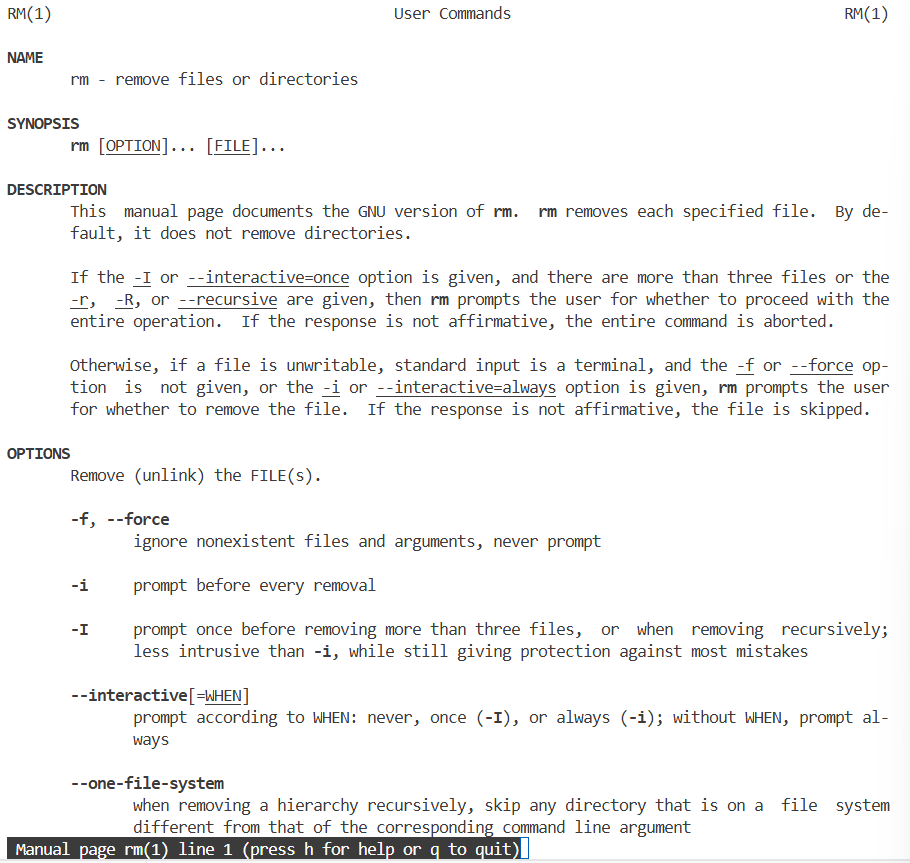 RM(1) User Commands RM(1)
NAME
rm - remove files or directories
SYNOPSIS
rm [OPTION]... [FILE]...
DESCRIPTION
This manual page documents the GNU version of rm. rm removes each specified file. By de-
fault, it does not remove directories.
If the -I or --interactive=once option is given, and there are more than three files or the
-r, -R, or --recursive are given, then rm prompts the user for whether to proceed with the
entire operation. If the response is not affirmative, the entire command is aborted.
Otherwise, if a file is unwritable, standard input is a terminal, and the -f or --force op-
tion is not given, or the -i or --interactive=always option is given, rm prompts the user
for whether to remove the file. If the response is not affirmative, the file is skipped.
OPTIONS
Remove (unlink) the FILE(s).
-f, --force
ignore nonexistent files and arguments, never prompt
-i prompt before every removal
-I prompt once before removing more than three files, or when removing recursively;
less intrusive than -i, while still giving protection against most mistakes
--interactive[=WHEN]
prompt according to WHEN: never, once (-I), or always (-i); without WHEN, prompt al-
ways
--one-file-system
when removing a hierarchy recursively, skip any directory that is on a file system
different from that of the corresponding command line argument
Manual page rm(1) line 1 (press h for help or q to quit)